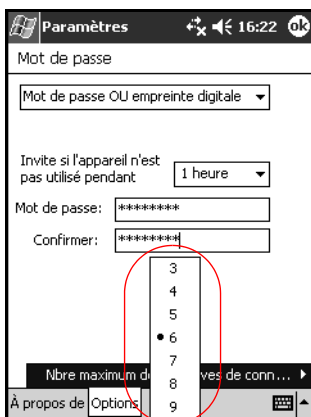 Paramètres 16:22 ok
Mot de passe
Mot de passe OU empreinte digitale
Invite si l'appareil n'est
pas utilisé pendant
1 heure
Mot de passe: ********
Confirmer: ********
3
4
5
6
7
8
9
Nbre maximum de conn...
À propos de Options